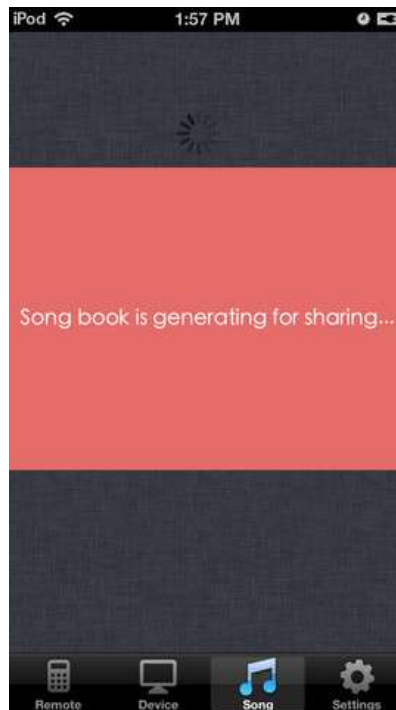 iPod 1:57 PM
Song book is generating for sharing...
Remote Device Song Settings